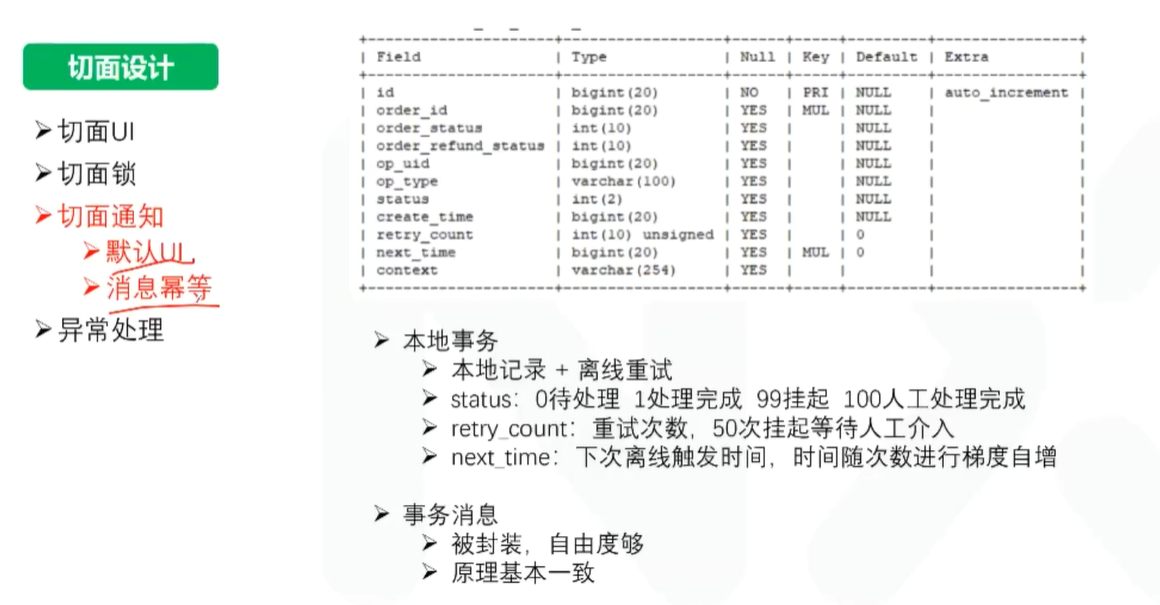 切面设计
➢切面UI
➢切面锁
➢切面通知
➢默认UI
➢消息幂等
➢异常处理
| Field | Type | Null | Key | Default | Extra |
| id | bigint(20) | NO | PRI | NULL | auto_increment |
| order_id | bigint(20) | YES | MUL | NULL | |
| order_status | int(10) | YES | | NULL | |
| order_refund_status | int(10) | YES | | NULL | |
| op_uid | bigint(20) | YES | | NULL | |
| op_type | varchar(100) | YES | | NULL | |
| status | int(2) | YES | | NULL | |
| create_time | bigint(20) | YES | | NULL | |
| retry_count | int(10) unsigned | YES | | 0 | |
| next_time | bigint(20) | YES | MUL | 0 | |
| context | varchar(254) | YES | | | |
➢ 本地事务
➢ 本地记录 + 离线重试
➢ status：0待处理 1处理完成 99挂起 100人工处理完成
➢ retry_count：重试次数，50次挂起等待人工介入
➢ next_time：下次离线触发时间，时间随次数进行梯度自增
➢ 事务消息
➢ 被封装，自由度够
➢ 原理基本一致